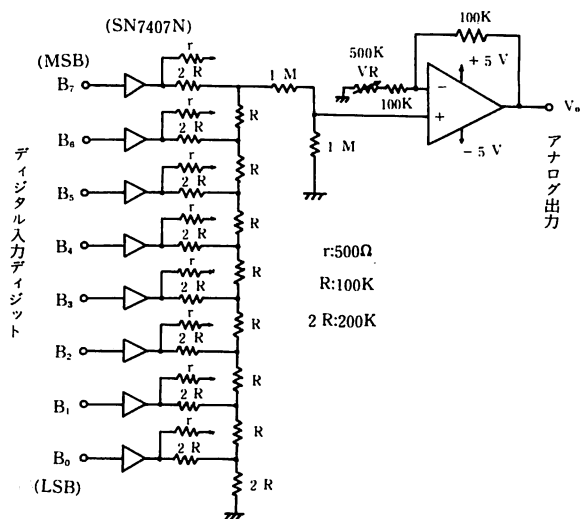 (SN7407N)
(MSB)
r
2 R
B₇
R
r
2 R
B₆
R
r
2 R
B₅
R
r
2 R
B₄
R
r
2 R
B₃
R
r
2 R
B₂
R
r
2 R
B₁
R
r
2 R
B₀
(LSB)
2 R
ディジタル入力ディジット
1 M
1 M
500K
VR
100K
100K
+ 5 V
−
+
− 5 V
V₀
アナログ出力
r:500Ω
R:100K
2 R:200K